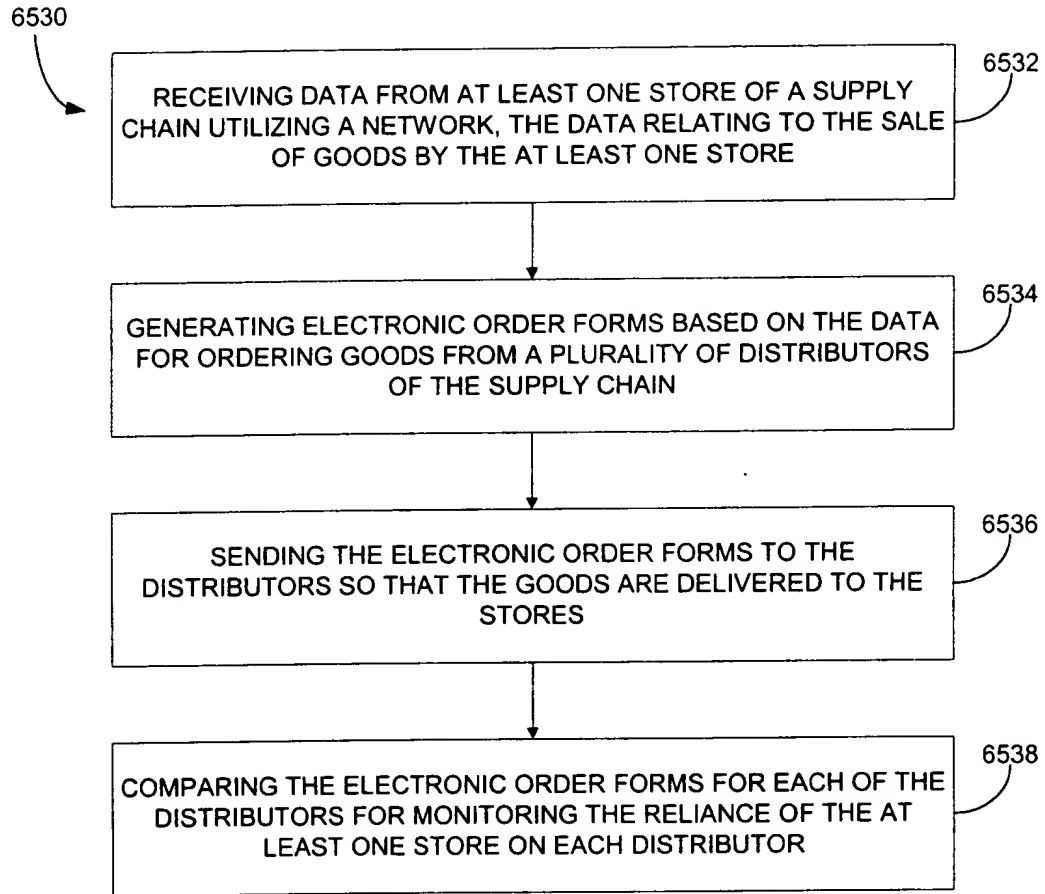 6530
6532
RECEIVING DATA FROM AT LEAST ONE STORE OF A SUPPLY
CHAIN UTILIZING A NETWORK, THE DATA RELATING TO THE SALE
OF GOODS BY THE AT LEAST ONE STORE
6534
GENERATING ELECTRONIC ORDER FORMS BASED ON THE DATA
FOR ORDERING GOODS FROM A PLURALITY OF DISTRIBUTORS
OF THE SUPPLY CHAIN
6536
SENDING THE ELECTRONIC ORDER FORMS TO THE
DISTRIBUTORS SO THAT THE GOODS ARE DELIVERED TO THE
STORES
6538
COMPARING THE ELECTRONIC ORDER FORMS FOR EACH OF THE
DISTRIBUTORS FOR MONITORING THE RELIANCE OF THE AT
LEAST ONE STORE ON EACH DISTRIBUTOR